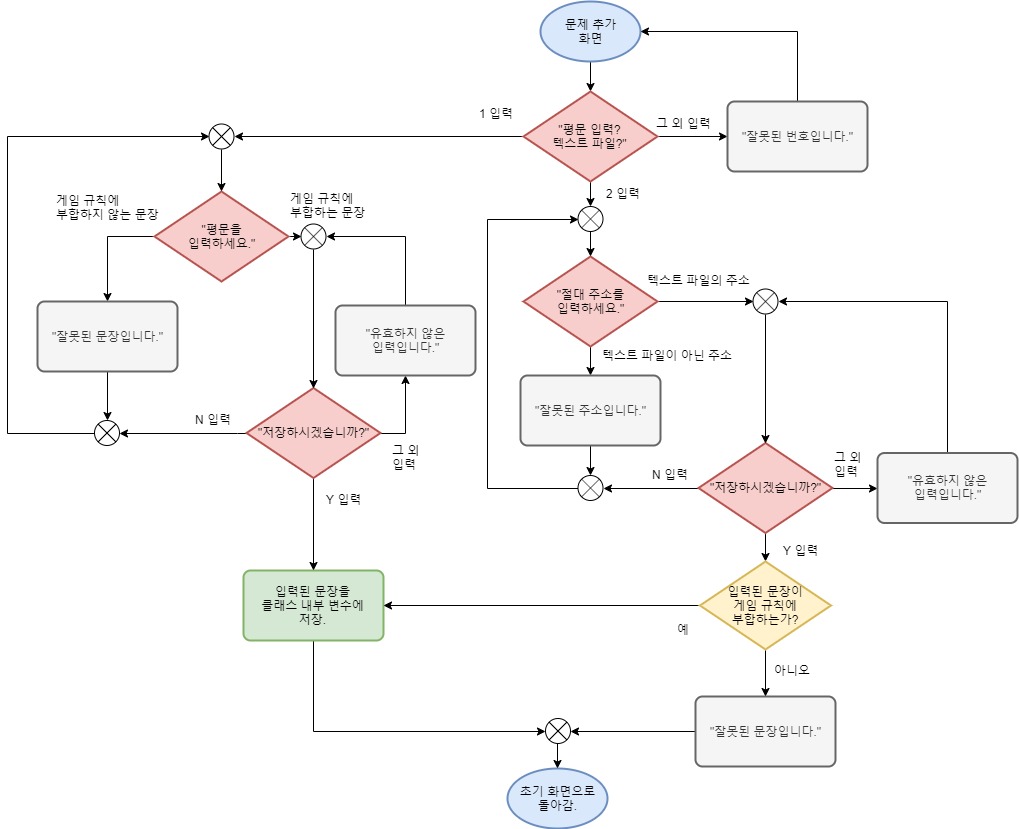 문제 추가
화면
1 입력
"평문 입력?
텍스트 파일?"
그 외 입력
"잘못된 번호입니다."
2 입력
게임 규칙에
부합하지 않는 문장
게임 규칙에
부합하는 문장
"평문을
입력하세요."
"절대 주소를
입력하세요."
텍스트 파일의 주소
"잘못된 문장입니다."
"유효하지 않은
입력입니다."
텍스트 파일이 아닌 주소
"잘못된 주소입니다."
N 입력
"저장하시겠습니까?"
그 외
입력
N 입력
"저장하시겠습니까?"
그 외
입력
"유효하지 않은
입력입니다."
Y 입력
Y 입력
입력된 문장을
클래스 내부 변수에
저장.
입력된 문장이
게임 규칙에
부합하는가?
예
아니오
"잘못된 문장입니다."
초기 화면으로
돌아감.